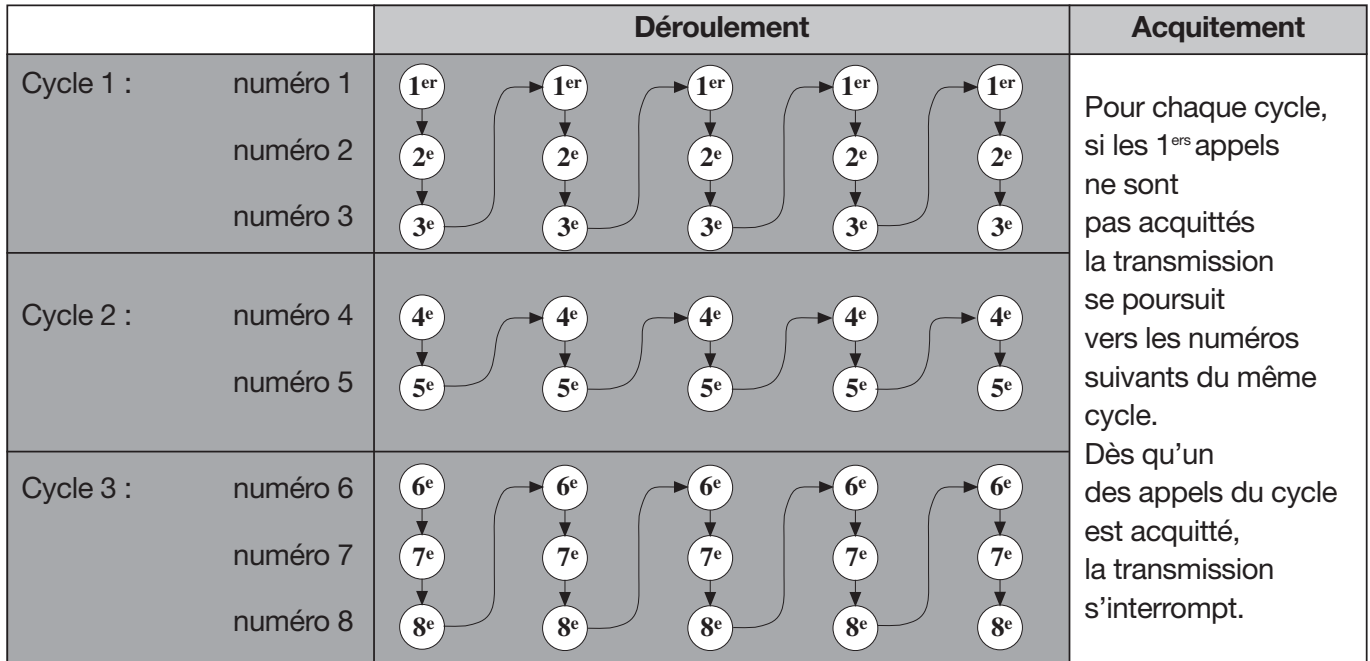 Déroulement Acquitement
Cycle 1 : numéro 1 1er 1er 1er 1er 1er
numéro 2 2e 2e 2e 2e 2e
numéro 3 3e 3e 3e 3e 3e
Cycle 2 : numéro 4 4e 4e 4e 4e 4e
numéro 5 5e 5e 5e 5e 5e
Cycle 3 : numéro 6 6e 6e 6e 6e 6e
numéro 7 7e 7e 7e 7e 7e
numéro 8 8e 8e 8e 8e 8e
Pour chaque cycle,
si les 1ers appels
ne sont
pas acquittés
la transmission
se poursuit
vers les numéros
suivants du même
cycle.
Dès qu’un
des appels du cycle
est acquitté,
la transmission
s’interrompt.